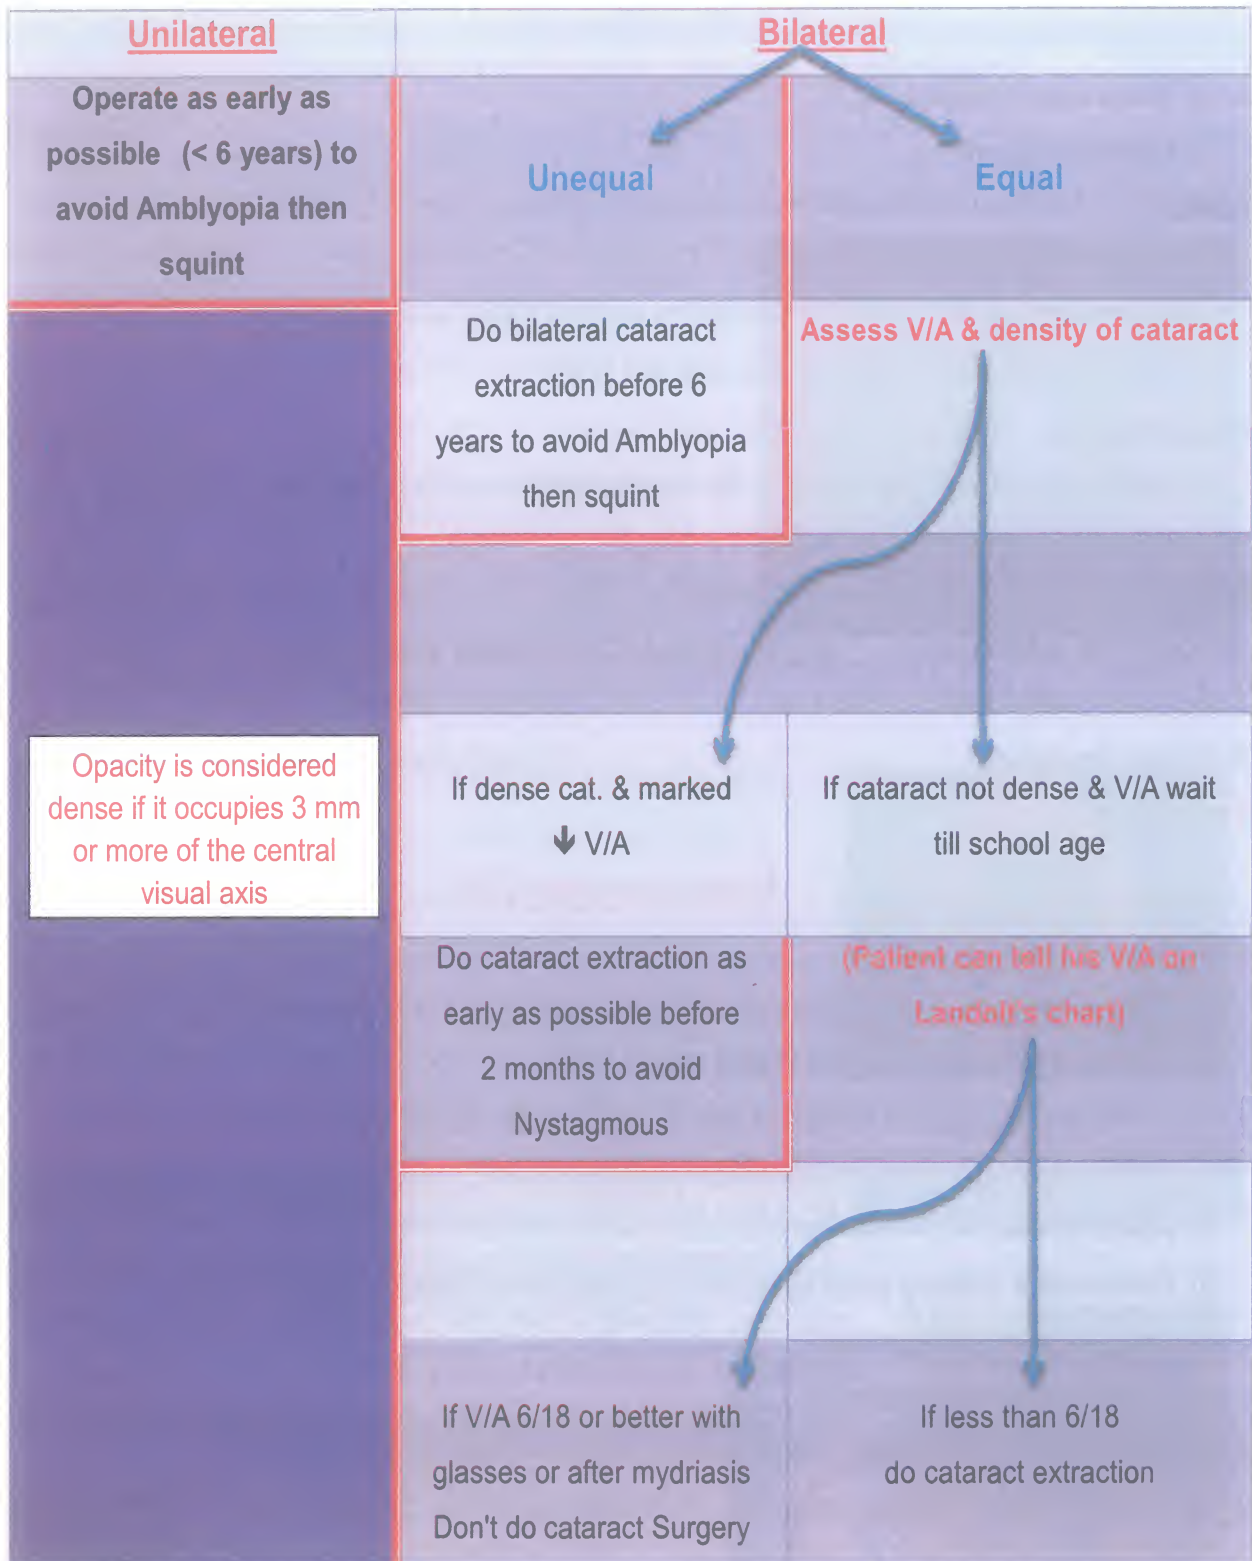 Unilateral
Bilateral
Operate as early as
possible (< 6 years) to
avoid Amblyopia then
squint
Unequal
Equal
Do bilateral cataract
extraction before 6
years to avoid Amblyopia
then squint
Assess V/A & density of cataract
Opacity is considered
dense if it occupies 3 mm
or more of the central
visual axis
If dense cat. & marked
↓ V/A
If cataract not dense & V/A wait
till school age
Do cataract extraction as
early as possible before
2 months to avoid
Nystagmous
(Patient can tell his V/A on
Landolt's chart)
If V/A 6/18 or better with
glasses or after mydriasis
Don't do cataract Surgery
If less than 6/18
do cataract extraction